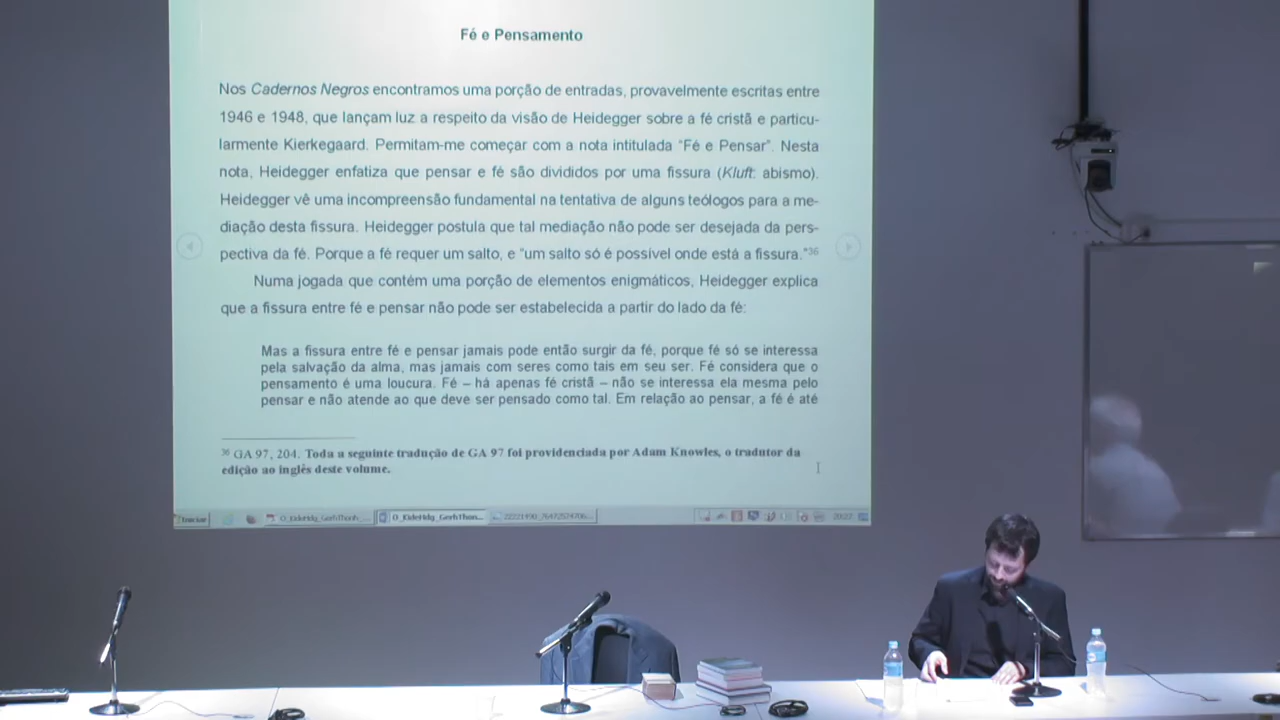 Fé e Pensamento
Nos Cadernos Negros encontramos uma porção de entradas, provavelmente escritas entre
1946 e 1948, que lançam luz a respeito da visão de Heidegger sobre a fé cristã e particu-
larmente Kierkegaard. Permitam-me começar com a nota intitulada “Fé e Pensar”. Nesta
nota, Heidegger enfatiza que pensar e fé são divididos por uma fissura (Kluft: abismo).
Heidegger vê uma incompreensão fundamental na tentativa de alguns teólogos para a me-
diação desta fissura. Heidegger postula que tal mediação não pode ser desejada da pers-
pectiva da fé. Porque a fé requer um salto, e “um salto só é possível onde está a fissura.”36
Numa jogada que contém uma porção de elementos enigmáticos, Heidegger explica
que a fissura entre fé e pensar não pode ser estabelecida a partir do lado da fé:
Mas a fissura entre fé e pensar jamais pode então surgir da fé, porque fé só se interessa
pela salvação da alma, mas jamais com seres como tais em seu ser. Fé considera que o
pensamento é uma loucura. Fé – há apenas fé cristã – não se interessa ela mesma pelo
pensar e não atende ao que deve ser pensado como tal. Em relação ao pensar, a fé é até
36 GA 97, 204. Toda a seguinte tradução de GA 97 foi providenciada por Adam Knowles, o tradutor da
edição ao inglês deste volume.
Iniciar 20:27